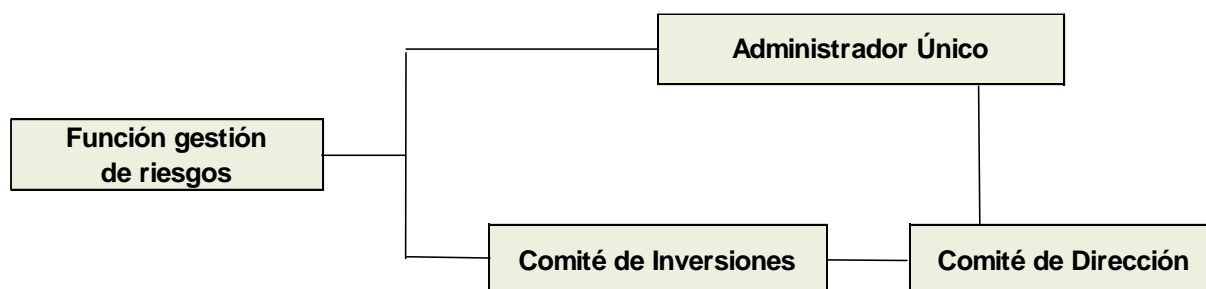 Administrador Único
Función gestión
de riesgos
Comité de Inversiones
Comité de Dirección